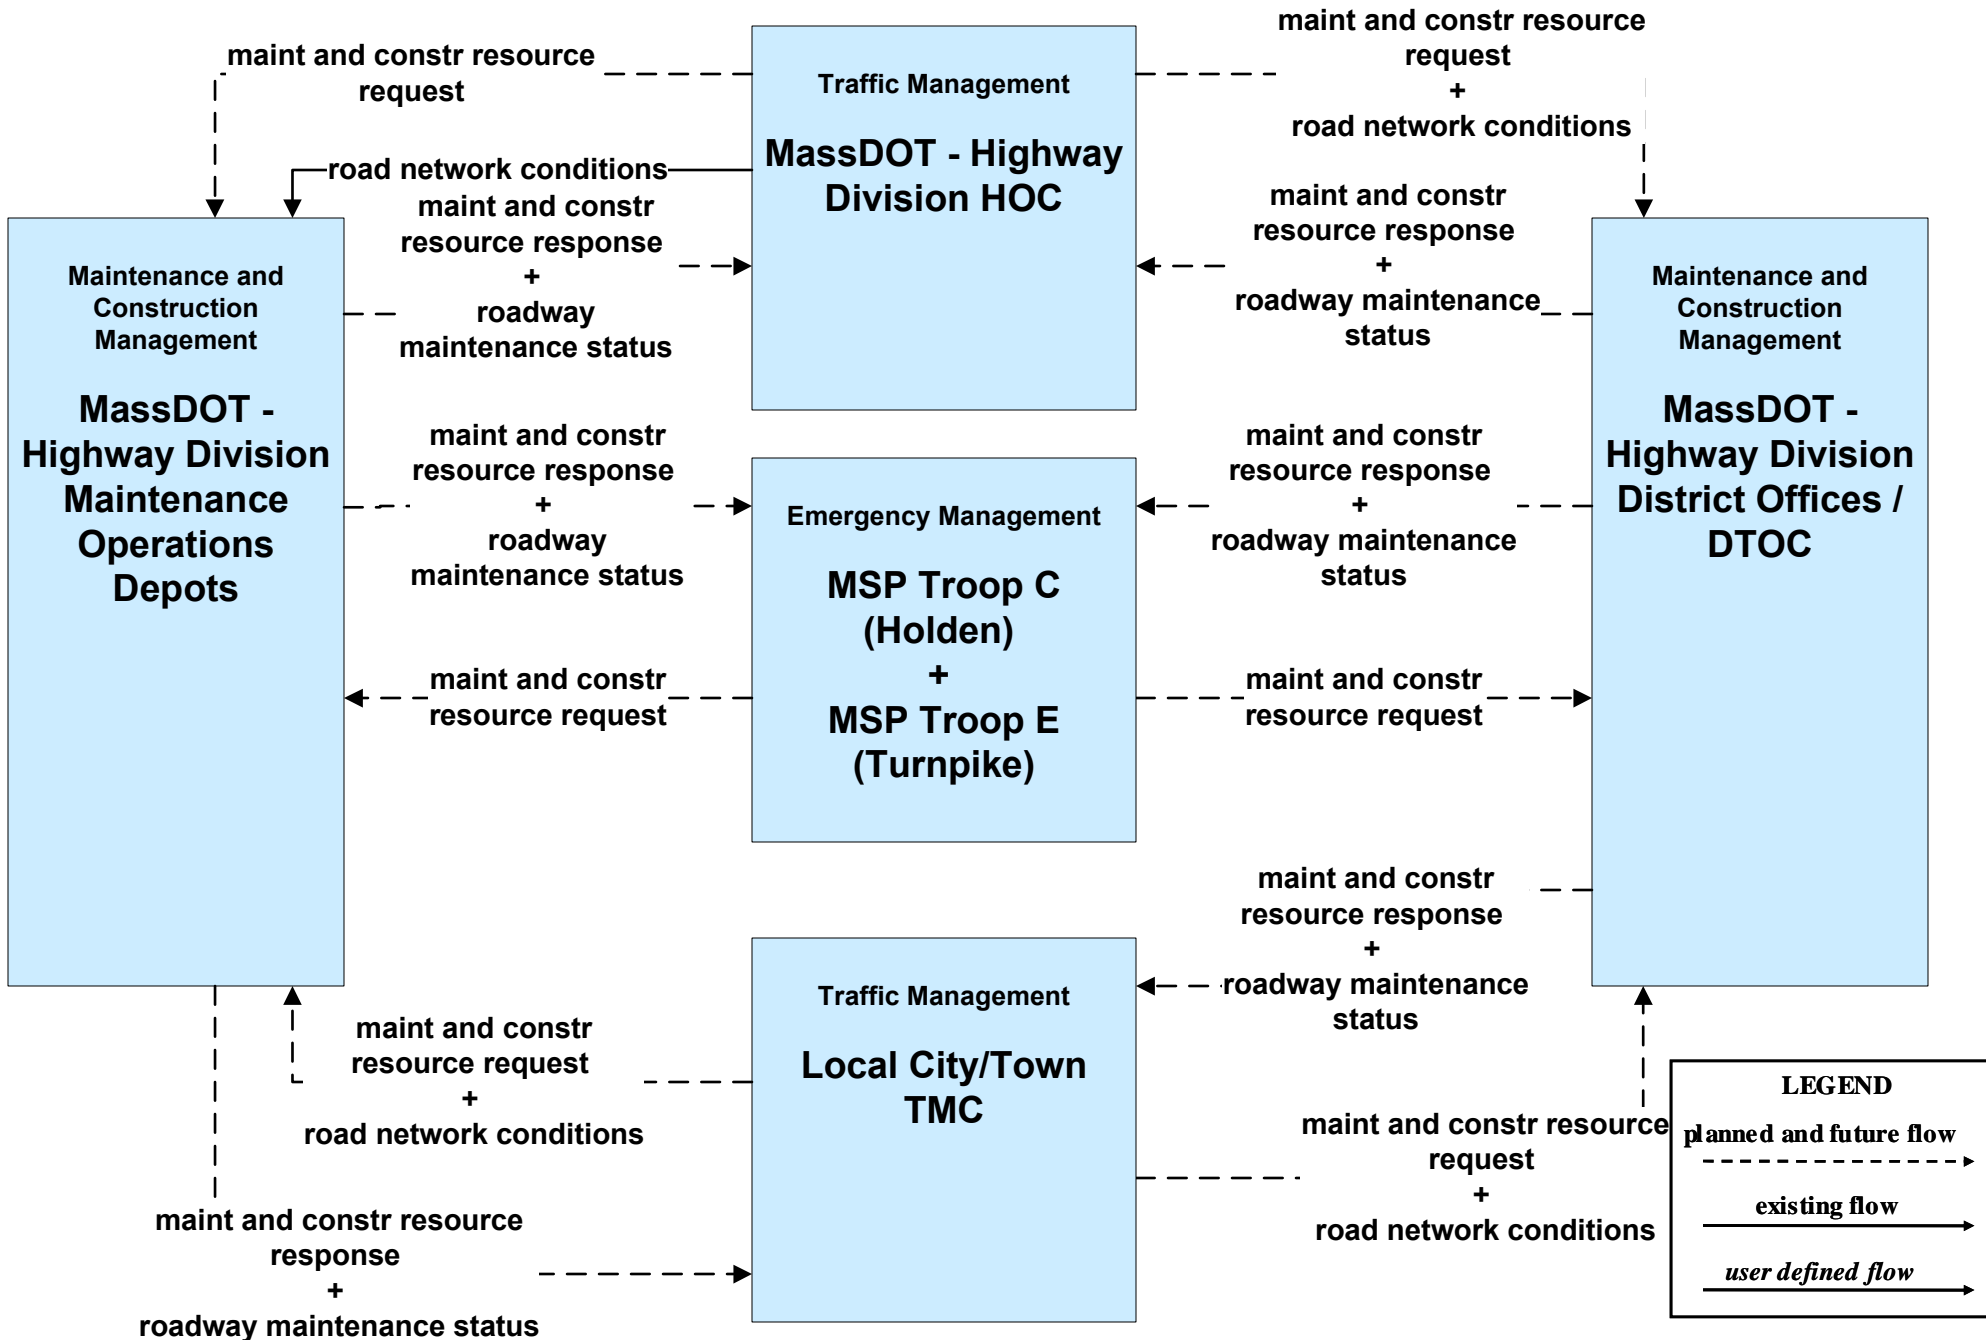 maint and constr resource
request
road network conditions
maint and constr
resource response
+
roadway
maintenance status
Traffic Management
MassDOT - Highway
Division HOC
maint and constr resource
request
+
road network conditions
maint and constr
resource response
+
roadway maintenance
status
Maintenance and
Construction
Management
MassDOT -
Highway Division
Maintenance
Operations
Depots
maint and constr
resource response
+
roadway
maintenance status
maint and constr
resource request
Emergency Management
MSP Troop C
(Holden)
+
MSP Troop E
(Turnpike)
maint and constr
resource response
+
roadway maintenance
status
maint and constr
resource request
Maintenance and
Construction
Management
MassDOT -
Highway Division
District Offices /
DTOC
maint and constr
resource response
+
roadway maintenance
status
maint and constr
resource request
+
road network conditions
Traffic Management
Local City/Town
TMC
maint and constr resource
request
+
road network conditions
maint and constr resource
response
+
roadway maintenance status
LEGEND
planned and future flow
existing flow
user defined flow